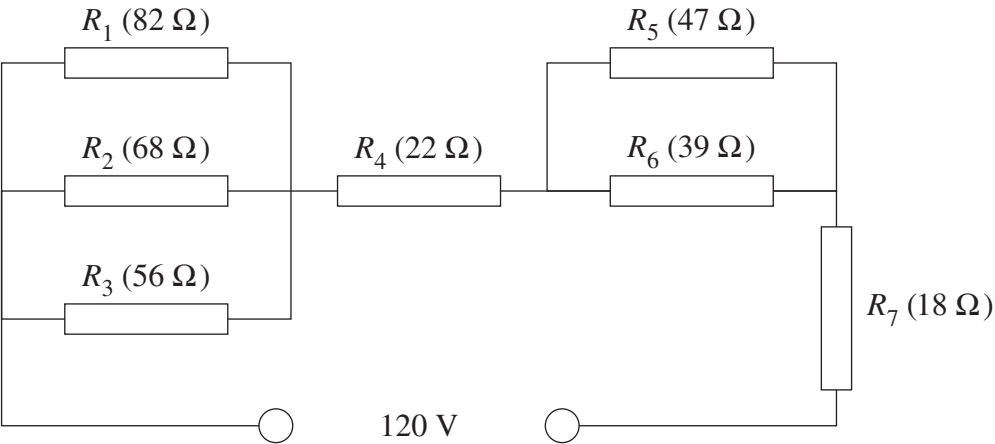 R₁ (82 Ω)
R₅ (47 Ω)
R₂ (68 Ω)
R₄ (22 Ω)
R₆ (39 Ω)
R₃ (56 Ω)
R₇ (18 Ω)
120 V